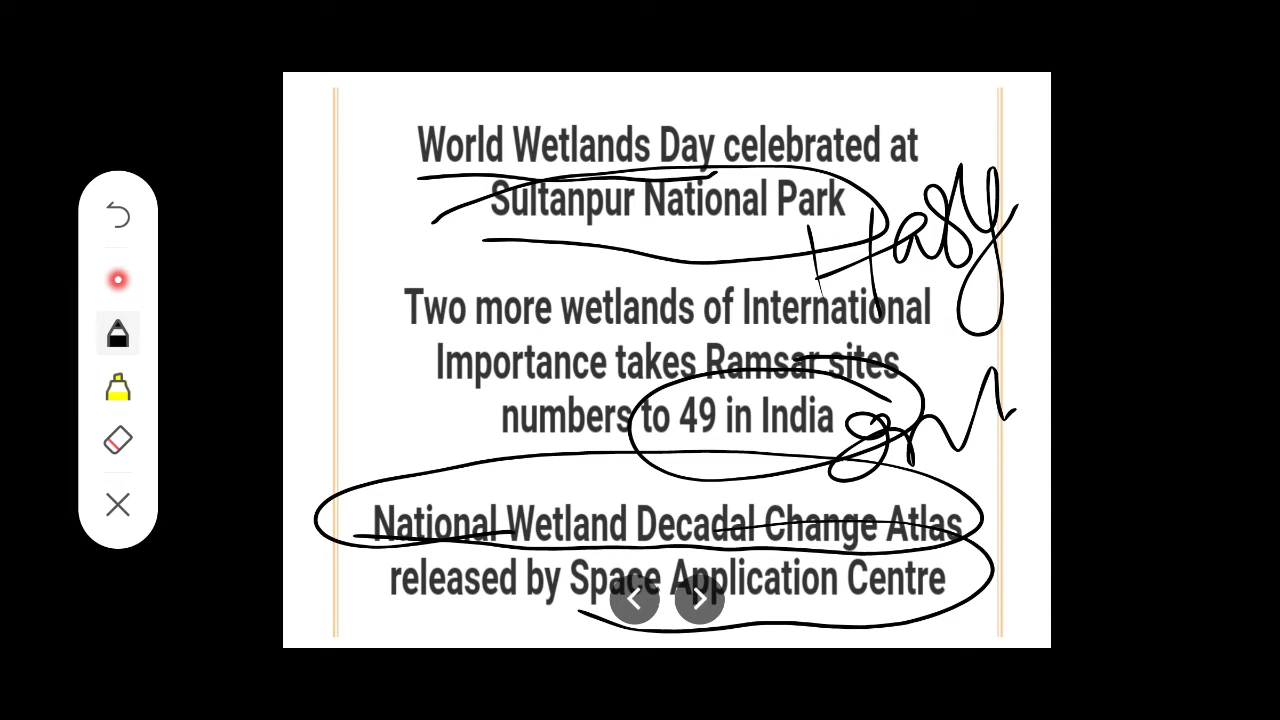 World Wetlands Day celebrated at
Sultanpur National Park
Two more wetlands of International
Importance takes Ramsar sites
numbers to 49 in India
National Wetland Decadal Change Atlas
released by Space Application Centre